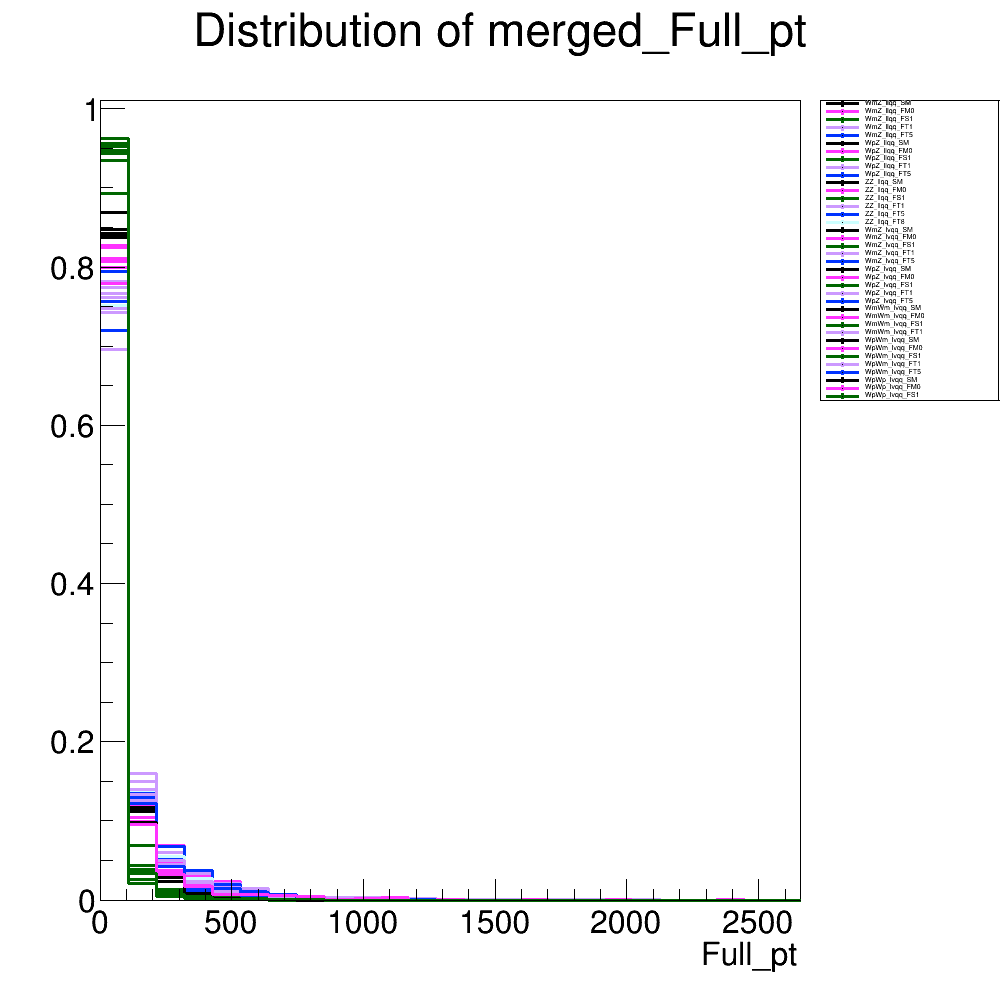 Distribution of merged_Full_pt
1
0.8
0.6
0.4
0.2
0
0 500 1000 1500 2000 2500
Full_pt
WmZ_llqq_SM
WmZ_llqq_FM0
WmZ_llqq_FS1
WmZ_llqq_FT1
WmZ_llqq_FT5
WpZ_llqq_SM
WpZ_llqq_FM0
WpZ_llqq_FS1
WpZ_llqq_FT1
WpZ_llqq_FT5
ZZ_llqq_SM
ZZ_llqq_FM0
ZZ_llqq_FS1
ZZ_llqq_FT1
ZZ_llqq_FT5
ZZ_llqq_FT8
WmZ_lvqq_SM
WmZ_lvqq_FM0
WmZ_lvqq_FS1
WmZ_lvqq_FT1
WmZ_lvqq_FT5
WpZ_lvqq_SM
WpZ_lvqq_FM0
WpZ_lvqq_FS1
WpZ_lvqq_FT1
WpZ_lvqq_FT5
WmWm_lvqq_SM
WmWm_lvqq_FM0
WmWm_lvqq_FS1
WmWm_lvqq_FT1
WpWm_lvqq_SM
WpWm_lvqq_FM0
WpWm_lvqq_FS1
WpWm_lvqq_FT1
WpWm_lvqq_FT5
WpWp_lvqq_SM
WpWp_lvqq_FM0
WpWp_lvqq_FS1